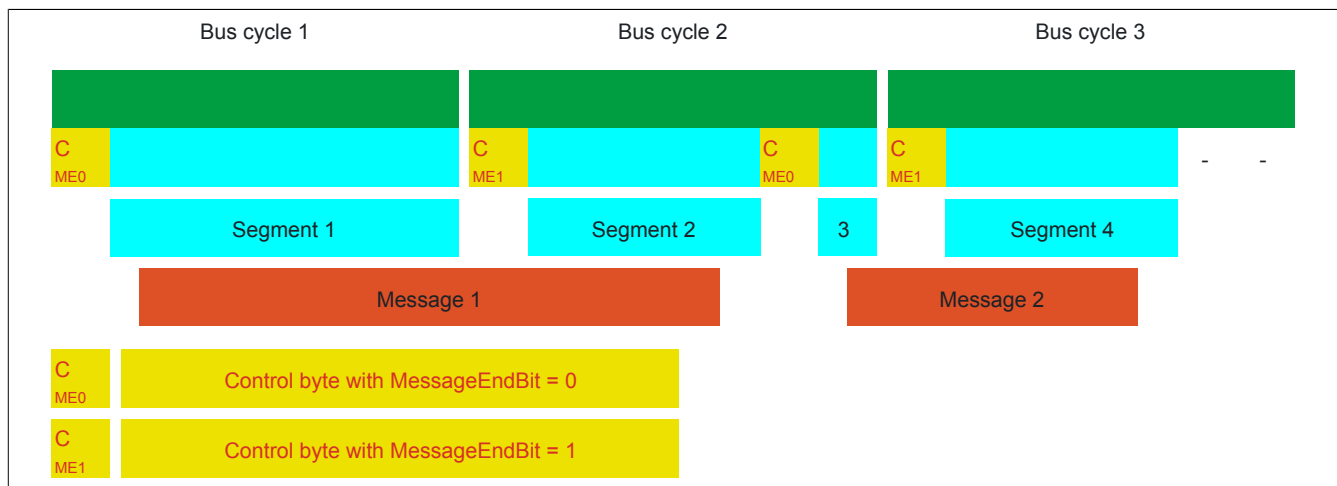 Bus cycle 1 Bus cycle 2 Bus cycle 3
C C C C
ME0 ME1 ME0 ME1 - -
Segment 1 Segment 2 3 Segment 4
Message 1 Message 2
C
ME0
Control byte with MessageEndBit = 0
C
ME1
Control byte with MessageEndBit = 1